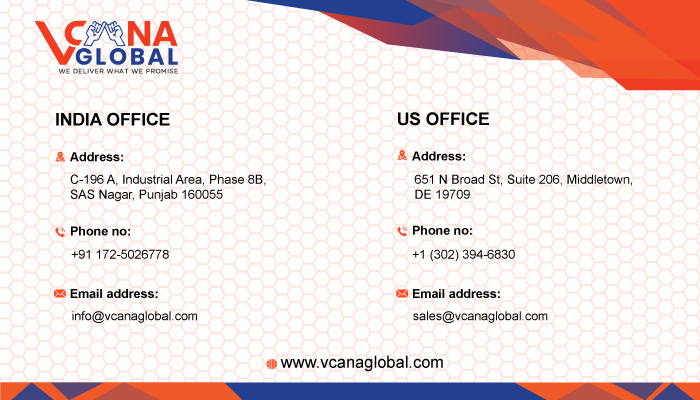 VCANA
GLOBAL
WE DELIVER WHAT WE PROMISE
INDIA OFFICE
Address:
C-196 A, Industrial Area, Phase 8B,
SAS Nagar, Punjab 160055
Phone no:
+91 172-5026778
Email address:
info@vcanaglobal.com
US OFFICE
Address:
651 N Broad St, Suite 206, Middletown,
DE 19709
Phone no:
+1 (302) 394-6830
Email address:
sales@vcanaglobal.com
www.vcanaglobal.com